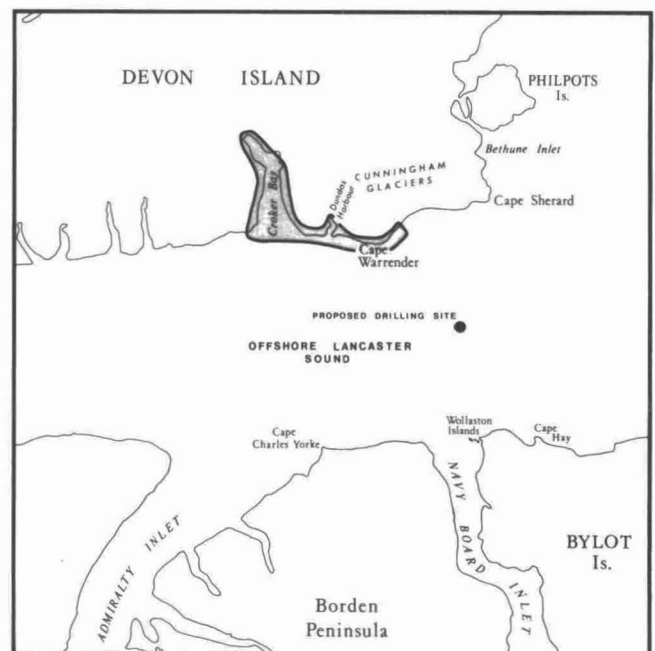 DEVON ISLAND
PHILPOTS
Is.
Bethune Inlet
CUNNINGHAM
GLACIERS
Dundas
Harbour
Croker Bay
Cape Sherard
Cape
Warrender
PROPOSED DRILLING SITE
OFFSHORE LANCASTER
SOUND
Cape
Charles Yorke
Wollaston
Islands
Cape
Hay
NAVY BOARD INLET
ADMIRALTY INLET
BYLOT
Is.
Borden
Peninsula